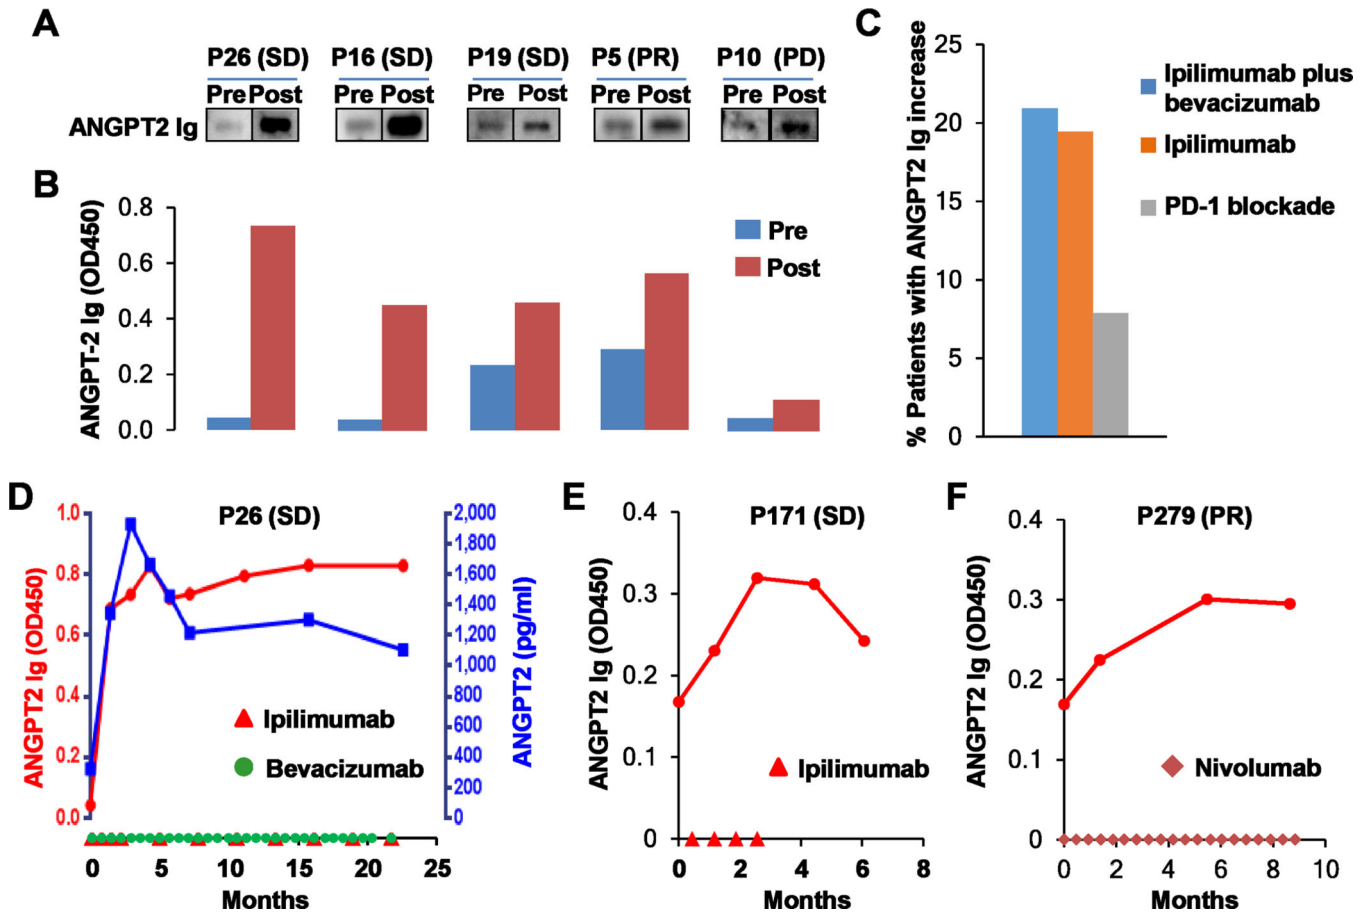 A
P26 (SD) P16 (SD) P19 (SD) P5 (PR) P10 (PD)
Pre Post Pre Post Pre Post Pre Post Pre Post
ANGPT2 Ig
B
ANGPT-2 Ig (OD450)
0.8
0.6
0.4
0.2
0.0
Pre
Post
C
% Patients with ANGPT2 Ig increase
25
20
15
10
5
0
Ipilimumab plus
bevacizumab
Ipilimumab
PD-1 blockade
D
P26 (SD)
ANGPT2 Ig (OD450)
1.0
0.8
0.6
0.4
0.2
0.0
2,000
1,800
1,600
1,400
1,200
1,000
800
600
400
200
0
ANGPT2 (pg/ml)
Ipilimumab
Bevacizumab
0 5 10 15 20 25
Months
E
P171 (SD)
ANGPT2 Ig (OD450)
0.4
0.3
0.2
0.1
0
Ipilimumab
0 2 4 6 8
Months
F
P279 (PR)
ANGPT2 Ig (OD450)
0.4
0.3
0.2
0.1
0
Nivolumab
0 2 4 6 8 10
Months